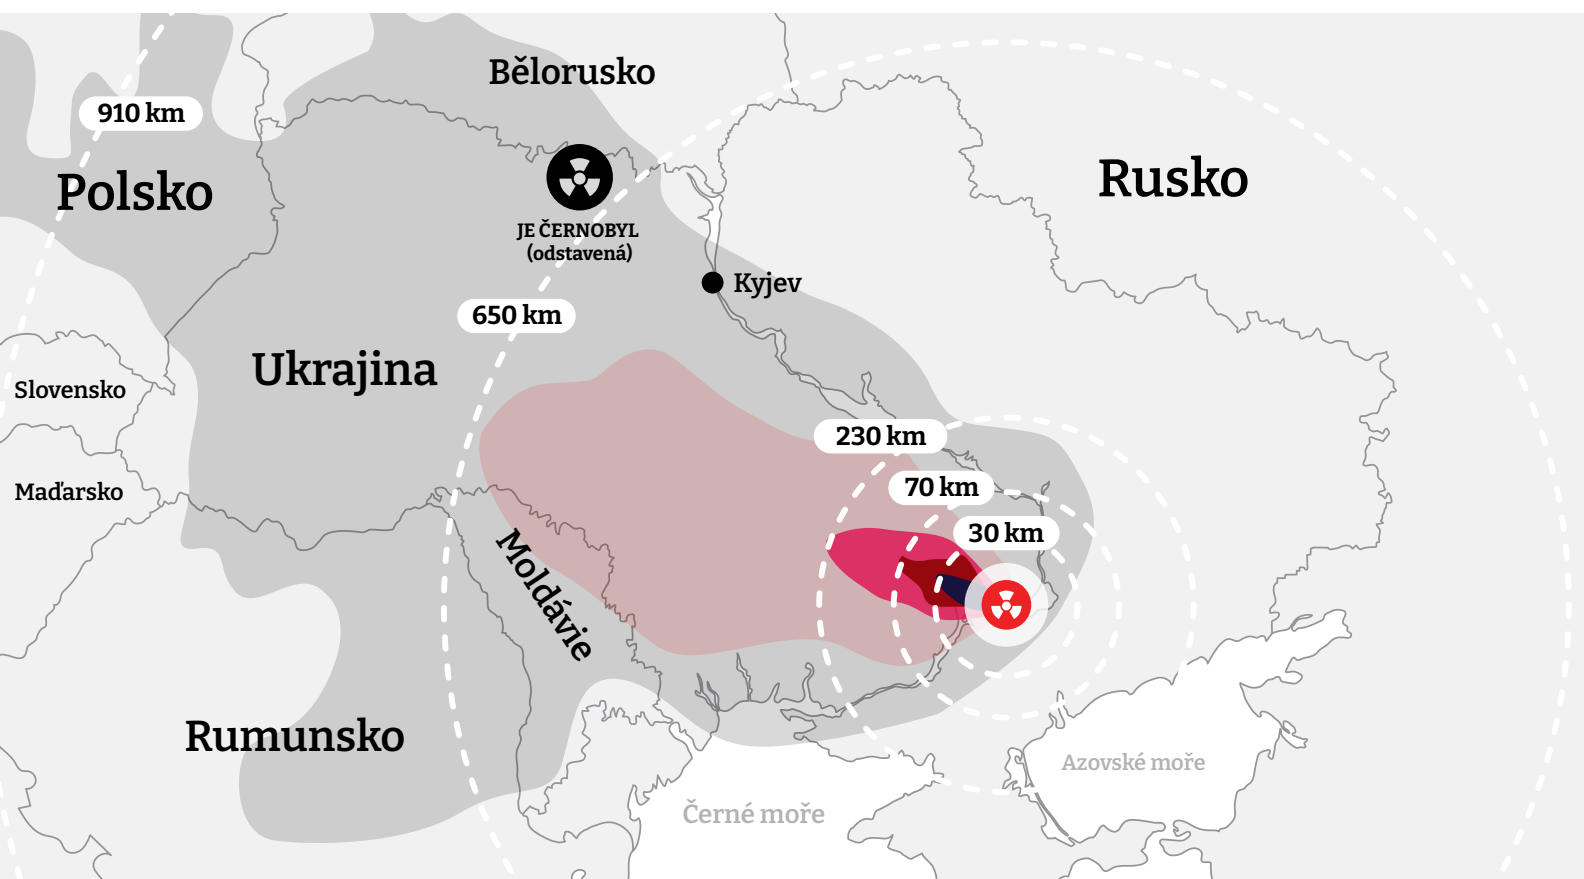 Bělorusko
910 km
Polsko
Rusko
JE ČERNOBYL
(odstavená)
Kyjev
650 km
Ukrajina
Slovensko
230 km
70 km
Maďarsko
30 km
Moldávie
Rumunsko
Azovské moře
Černé moře